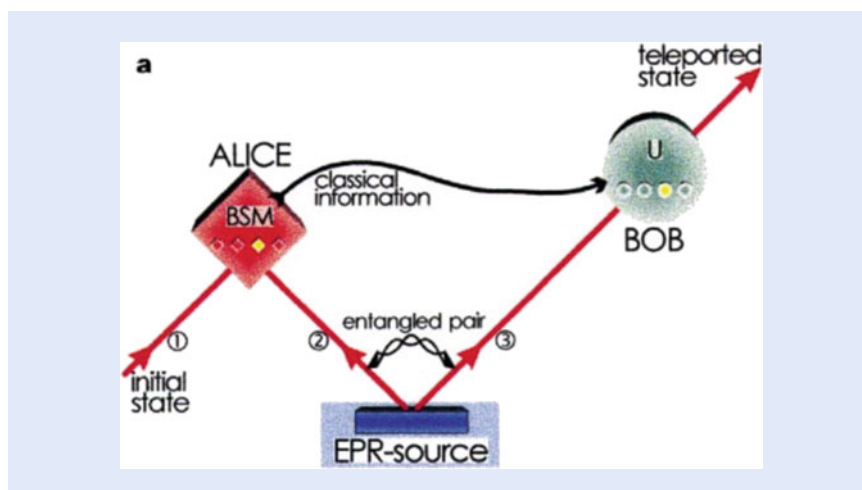 a
teleported
state
ALICE
U
classical
information
BSM
BOB
entangled pair
①
②
③
initial
state
EPR-source